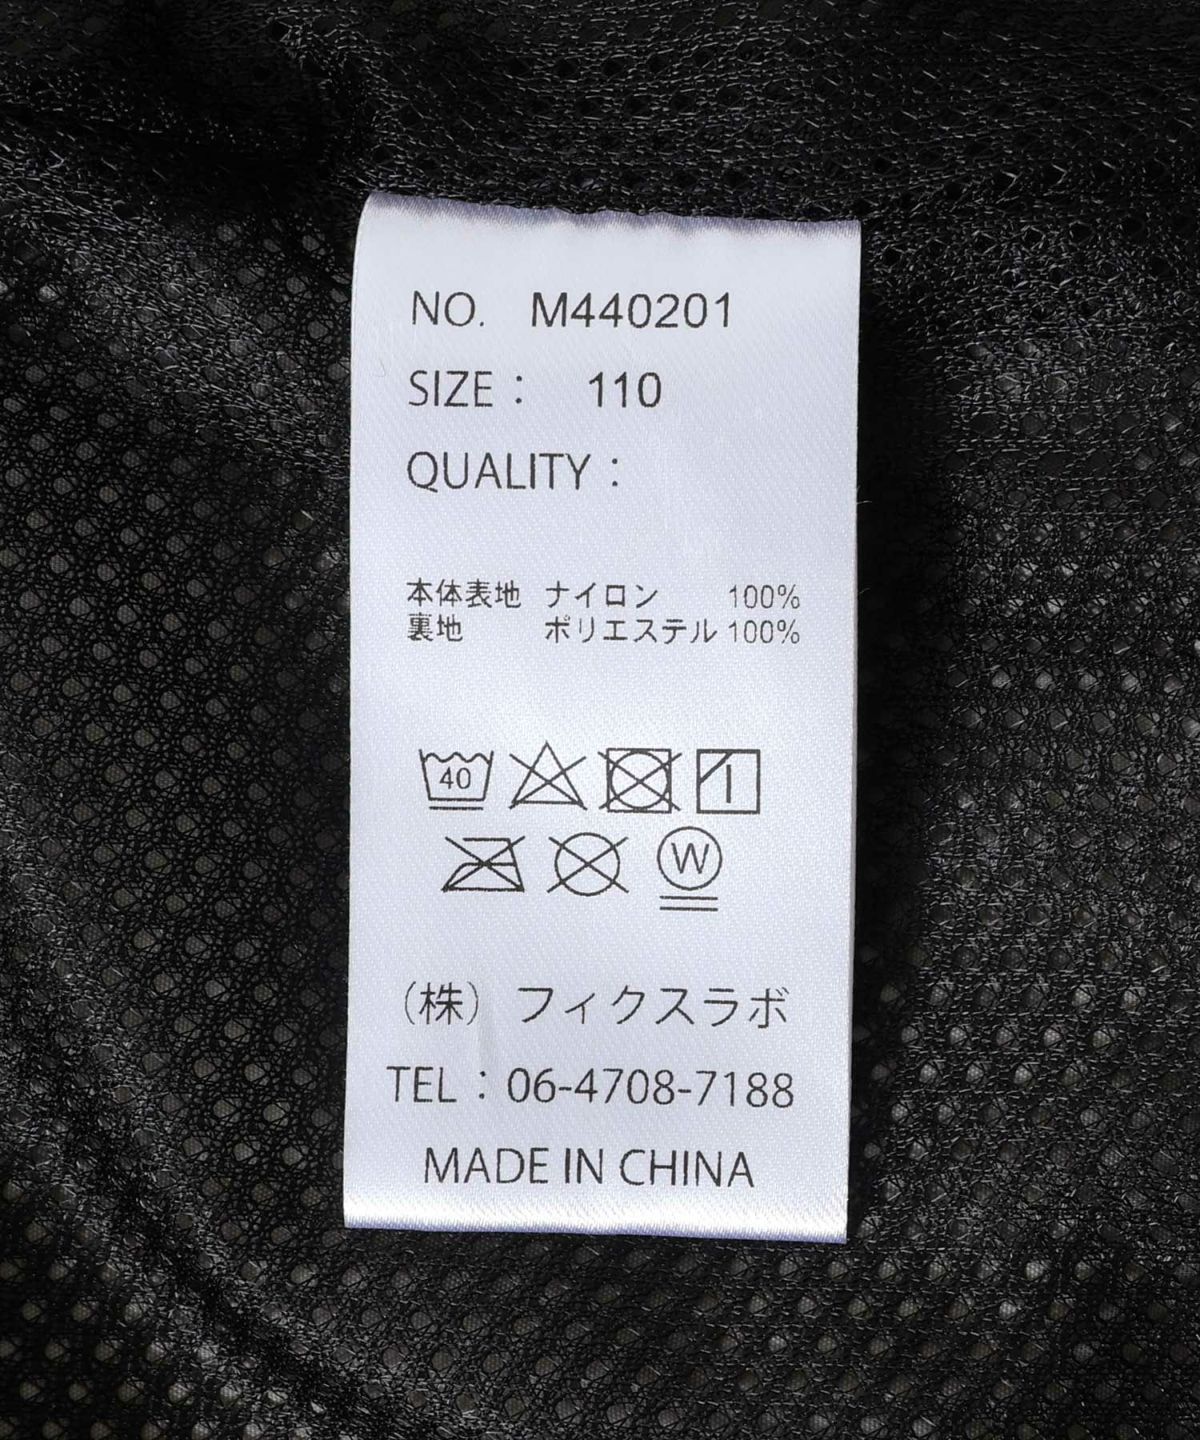 NO. M440201
SIZE： 110
QUALITY：
本体表地 ナイロン 100%
裏地 ポリエステル 100%
40
W
（株）フィクスラボ
TEL：06-4708-7188
MADE IN CHINA